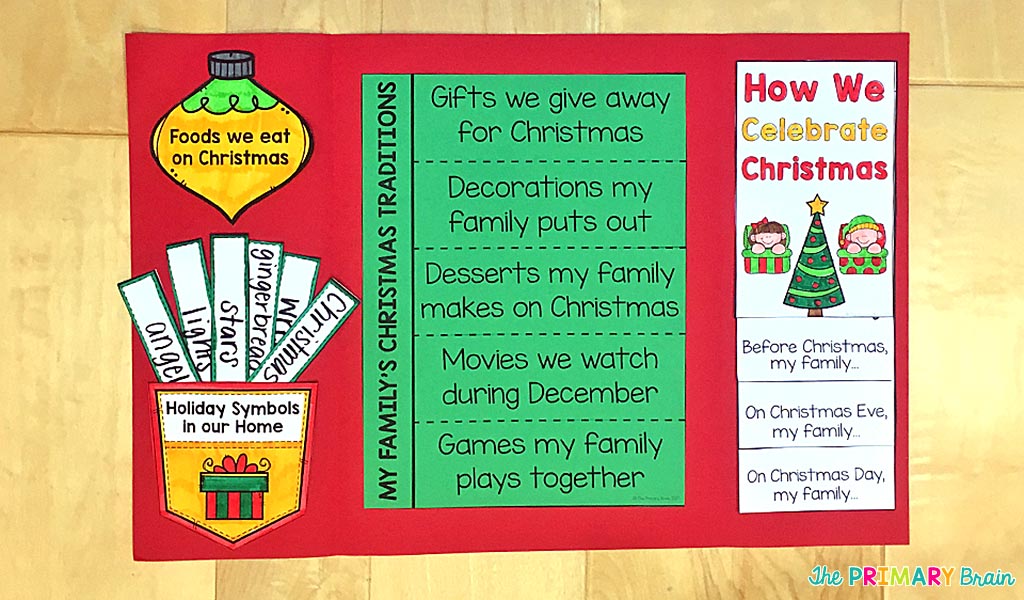 Foods we eat
on Christmas
angel
lights
stars
gingerbread
Christmas
Holiday Symbols
in our Home
MY FAMILY'S CHRISTMAS TRADITIONS
Gifts we give away
for Christmas
Decorations my
family puts out
Desserts my family
makes on Christmas
Movies we watch
during December
Games my family
plays together
How We
Celebrate
Christmas
Before Christmas,
my family...
On Christmas Eve,
my family...
On Christmas Day,
my family...
The PRIMARY Brain